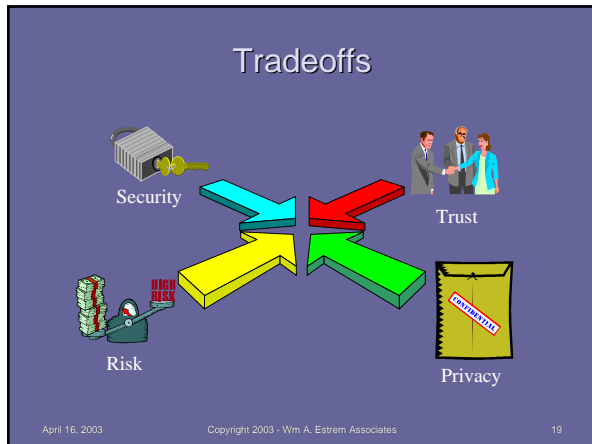 Tradeoffs
Security
Trust
HIGH
RISK
Risk
CONFIDENTIAL
Privacy
April 16, 2003
Copyright 2003 - Wm A. Estrem Associates
19